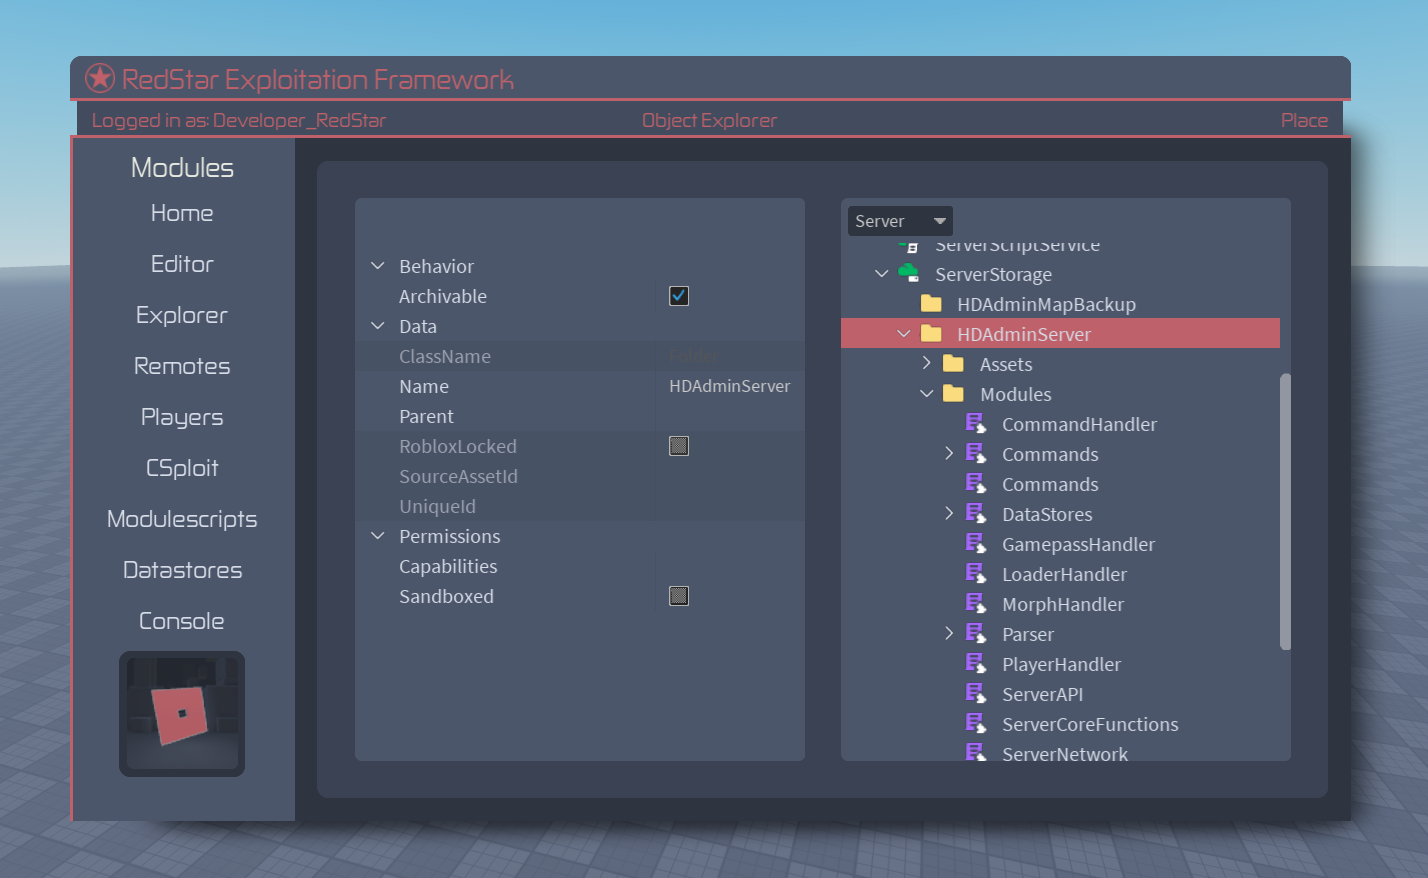 RedStar Exploitation Framework
Logged in as: Developer_RedStar
Object Explorer
Place
Modules
Home
Editor
Explorer
Remotes
Players
CSploit
Modulescripts
Datastores
Console
Behavior
Archivable
Data
ClassName Folder
Name HDAdminServer
Parent
RobloxLocked
SourceAssetId
UniqueId
Permissions
Capabilities
Sandboxed
Server
ServerScriptService
ServerStorage
HDAdminMapBackup
HDAdminServer
Assets
Modules
CommandHandler
Commands
Commands
DataStores
GamepassHandler
LoaderHandler
MorphHandler
Parser
PlayerHandler
ServerAPI
ServerCoreFunctions
ServerNetwork